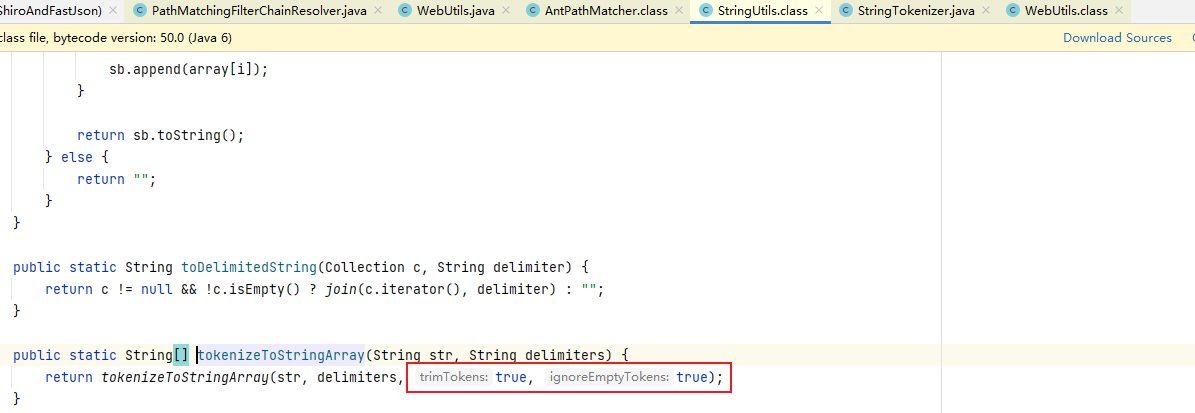 ShiroAndFastJson) × PathMatchingFilterChainResolver.java × WebUtils.java × AntPathMatcher.class × StringUtils.class × StringTokenizer.java × WebUtils.class ×
class file, bytecode version: 50.0 (Java 6) Download Sources
sb.append(array[i]);
}
return sb.toString();
} else {
return "";
}
}
public static String toDelimitedString(Collection c, String delimiter) {
return c != null && !c.isEmpty() ? join(c.iterator(), delimiter) : "";
}
public static String[] tokenizeToStringArray(String str, String delimiters) {
return tokenizeToStringArray(str, delimiters, trimTokens: true, ignoreEmptyTokens: true);
}